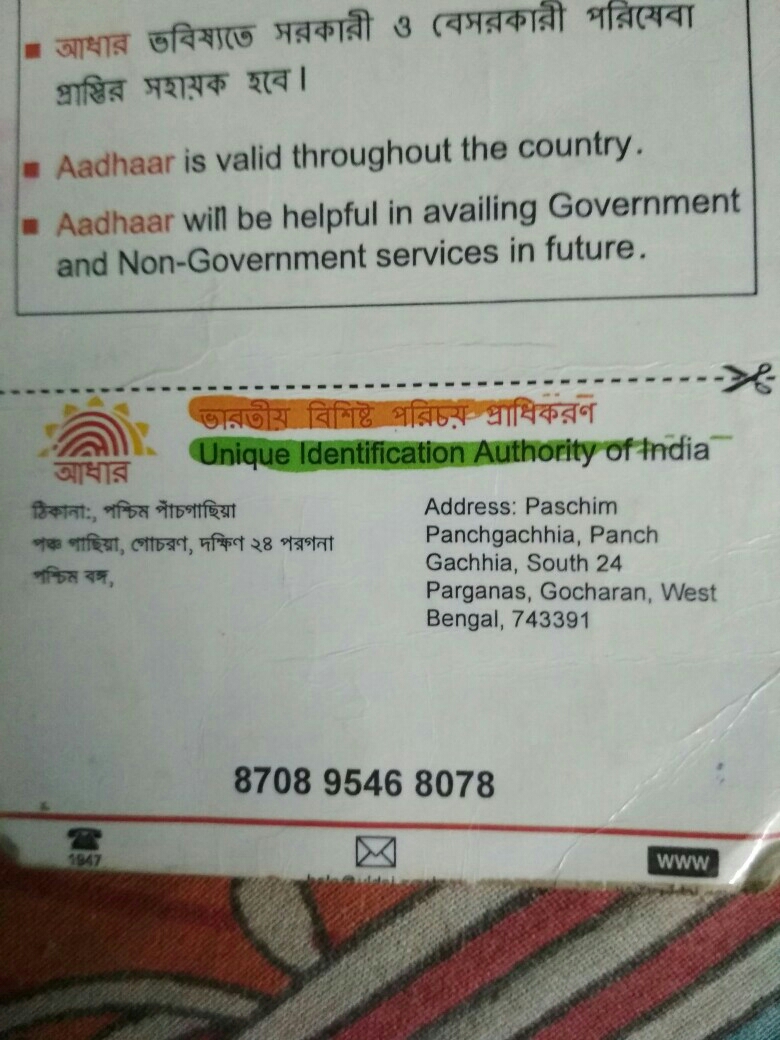 ■ আধার ভবিষ্যতে সরকারী ও বেসরকারী পরিষেবা
প্রাপ্তির সহায়ক হবে।
■ Aadhaar is valid throughout the country.
■ Aadhaar will be helpful in availing Government
and Non-Government services in future.
ভারতীয় বিশিষ্ট পরিচয় প্রাধিকরণ
Unique Identification Authority of India
আধার
ঠিকানা:, পশ্চিম পাঁচগাছিয়া
পঞ্চ গাছিয়া, গোচরণ, দক্ষিণ ২৪ পরগনা
পশ্চিম বঙ্গ,
Address: Paschim
Panchgachhia, Panch
Gachhia, South 24
Parganas, Gocharan, West
Bengal, 743391
8708 9546 8078
1947
www